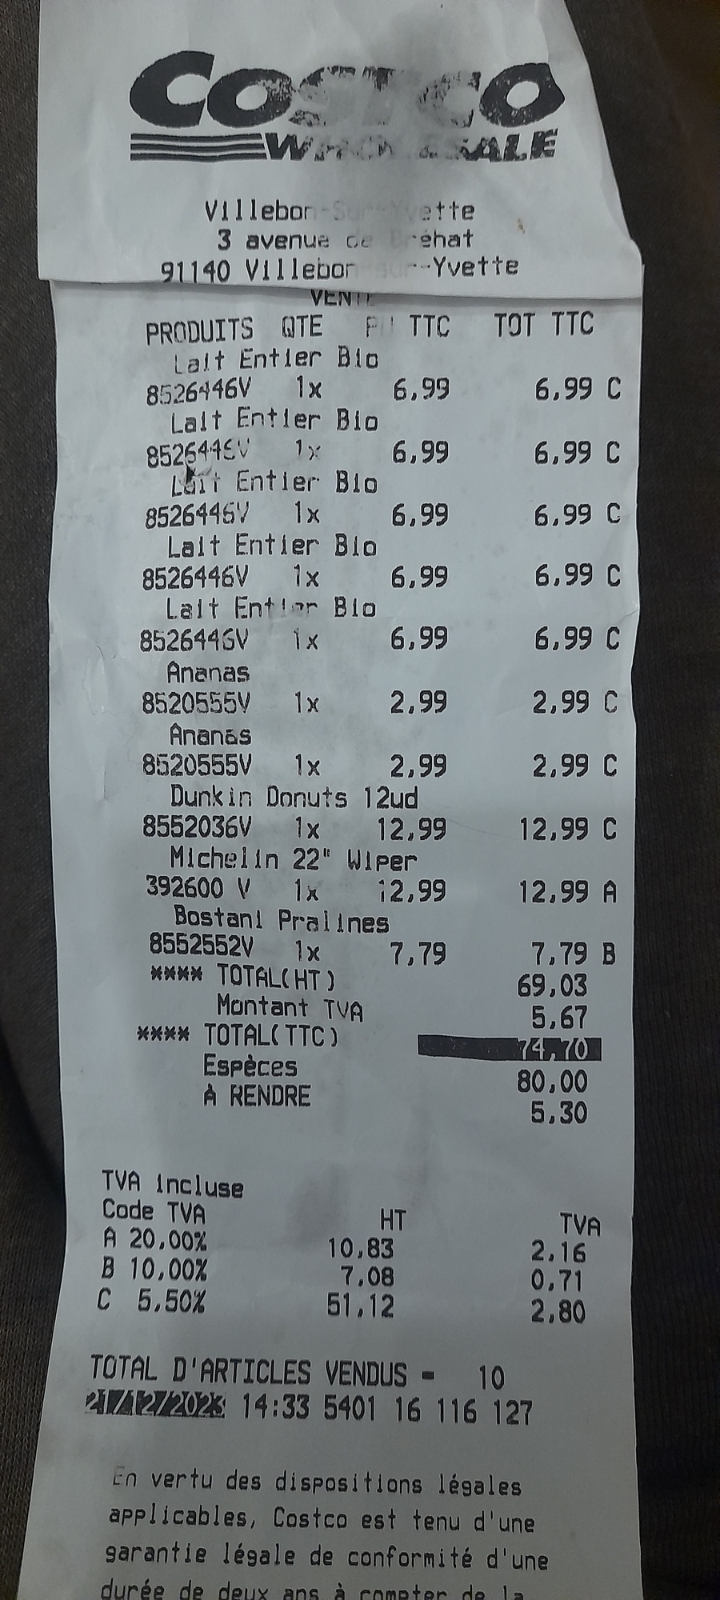 COSTCO
WHOLESALE
Villebon-Sur-Yvette
3 avenue de Bréhat
91140 Villebon-sur-Yvette
VENTE
PRODUITS QTE PU TTC TOT TTC
Lait Entier Bio
8526446V 1x 6,99 6,99 C
Lait Entier Bio
8526446V 1x 6,99 6,99 C
Lait Entier Bio
8526446V 1x 6,99 6,99 C
Lait Entier Bio
8526446V 1x 6,99 6,99 C
Lait Entier Bio
8526446V 1x 6,99 6,99 C
Ananas
8520555V 1x 2,99 2,99 C
Ananas
8520555V 1x 2,99 2,99 C
Dunkin Donuts 12ud
8552036V 1x 12,99 12,99 C
Michelin 22" Wiper
392600 V 1x 12,99 12,99 A
Bostani Pralines
8552552V 1x 7,79 7,79 B
**** TOTAL(HT) 69,03
Montant TVA 5,67
**** TOTAL(TTC) 74,70
Espèces 80,00
A RENDRE 5,30
TVA incluse
Code TVA HT TVA
A 20,00% 10,83 2,16
B 10,00% 7,08 0,71
C 5,50% 51,12 2,80
TOTAL D'ARTICLES VENDUS = 10
21/12/2023 14:33 5401 16 116 127
En vertu des dispositions légales
applicables, Costco est tenu d'une
garantie légale de conformité d'une
durée de deux ans à compter de la